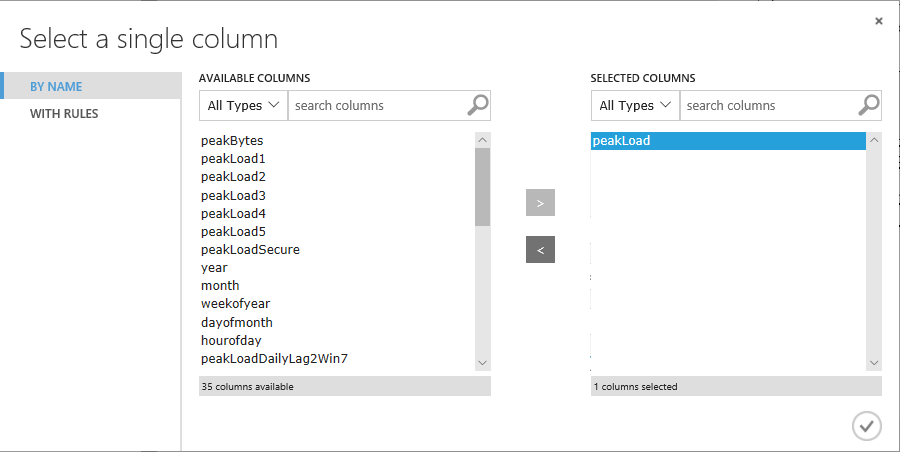 Select a single column
BY NAME
WITH RULES
AVAILABLE COLUMNS
All Types
search columns
peakBytes
peakLoad1
peakLoad2
peakLoad3
peakLoad4
peakLoad5
peakLoadSecure
year
month
weekofyear
dayofmonth
hourofday
peakLoadDailyLag2Win7
35 columns available
>
<
SELECTED COLUMNS
All Types
search columns
peakLoad
1 columns selected